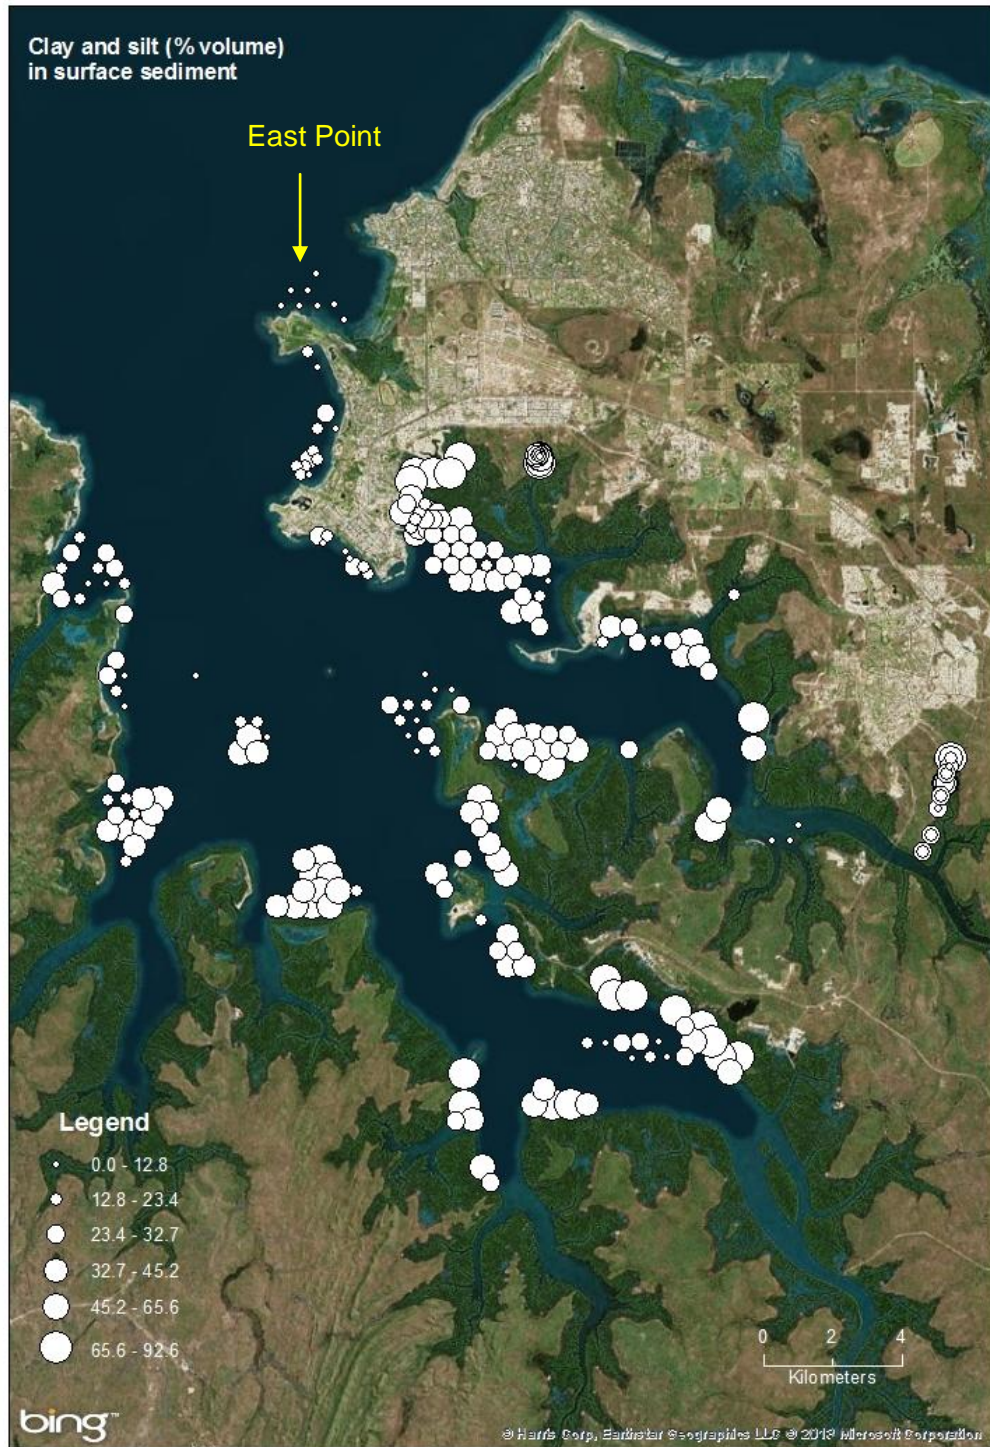 Clay and silt (% volume)
in surface sediment
East Point
Legend
0.0 - 12.8
12.8 - 23.4
23.4 - 32.7
32.7 - 45.2
45.2 - 65.6
65.6 - 92.6
0 2 4
Kilometers
bing™
© Harris Corp, Earthstar Geographics LLC © 2013 Microsoft Corporation